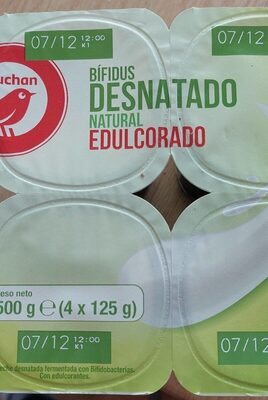 07/12 12:00 K1
07/12
uchan
BÍFIDUS
DESNATADO
NATURAL
EDULCORADO
eso neto
500 g e (4 x 125 g)
07/12 12:00 K1
07/12
eche desnatada fermentada con Bifidobacterias.
Con edulcorantes.